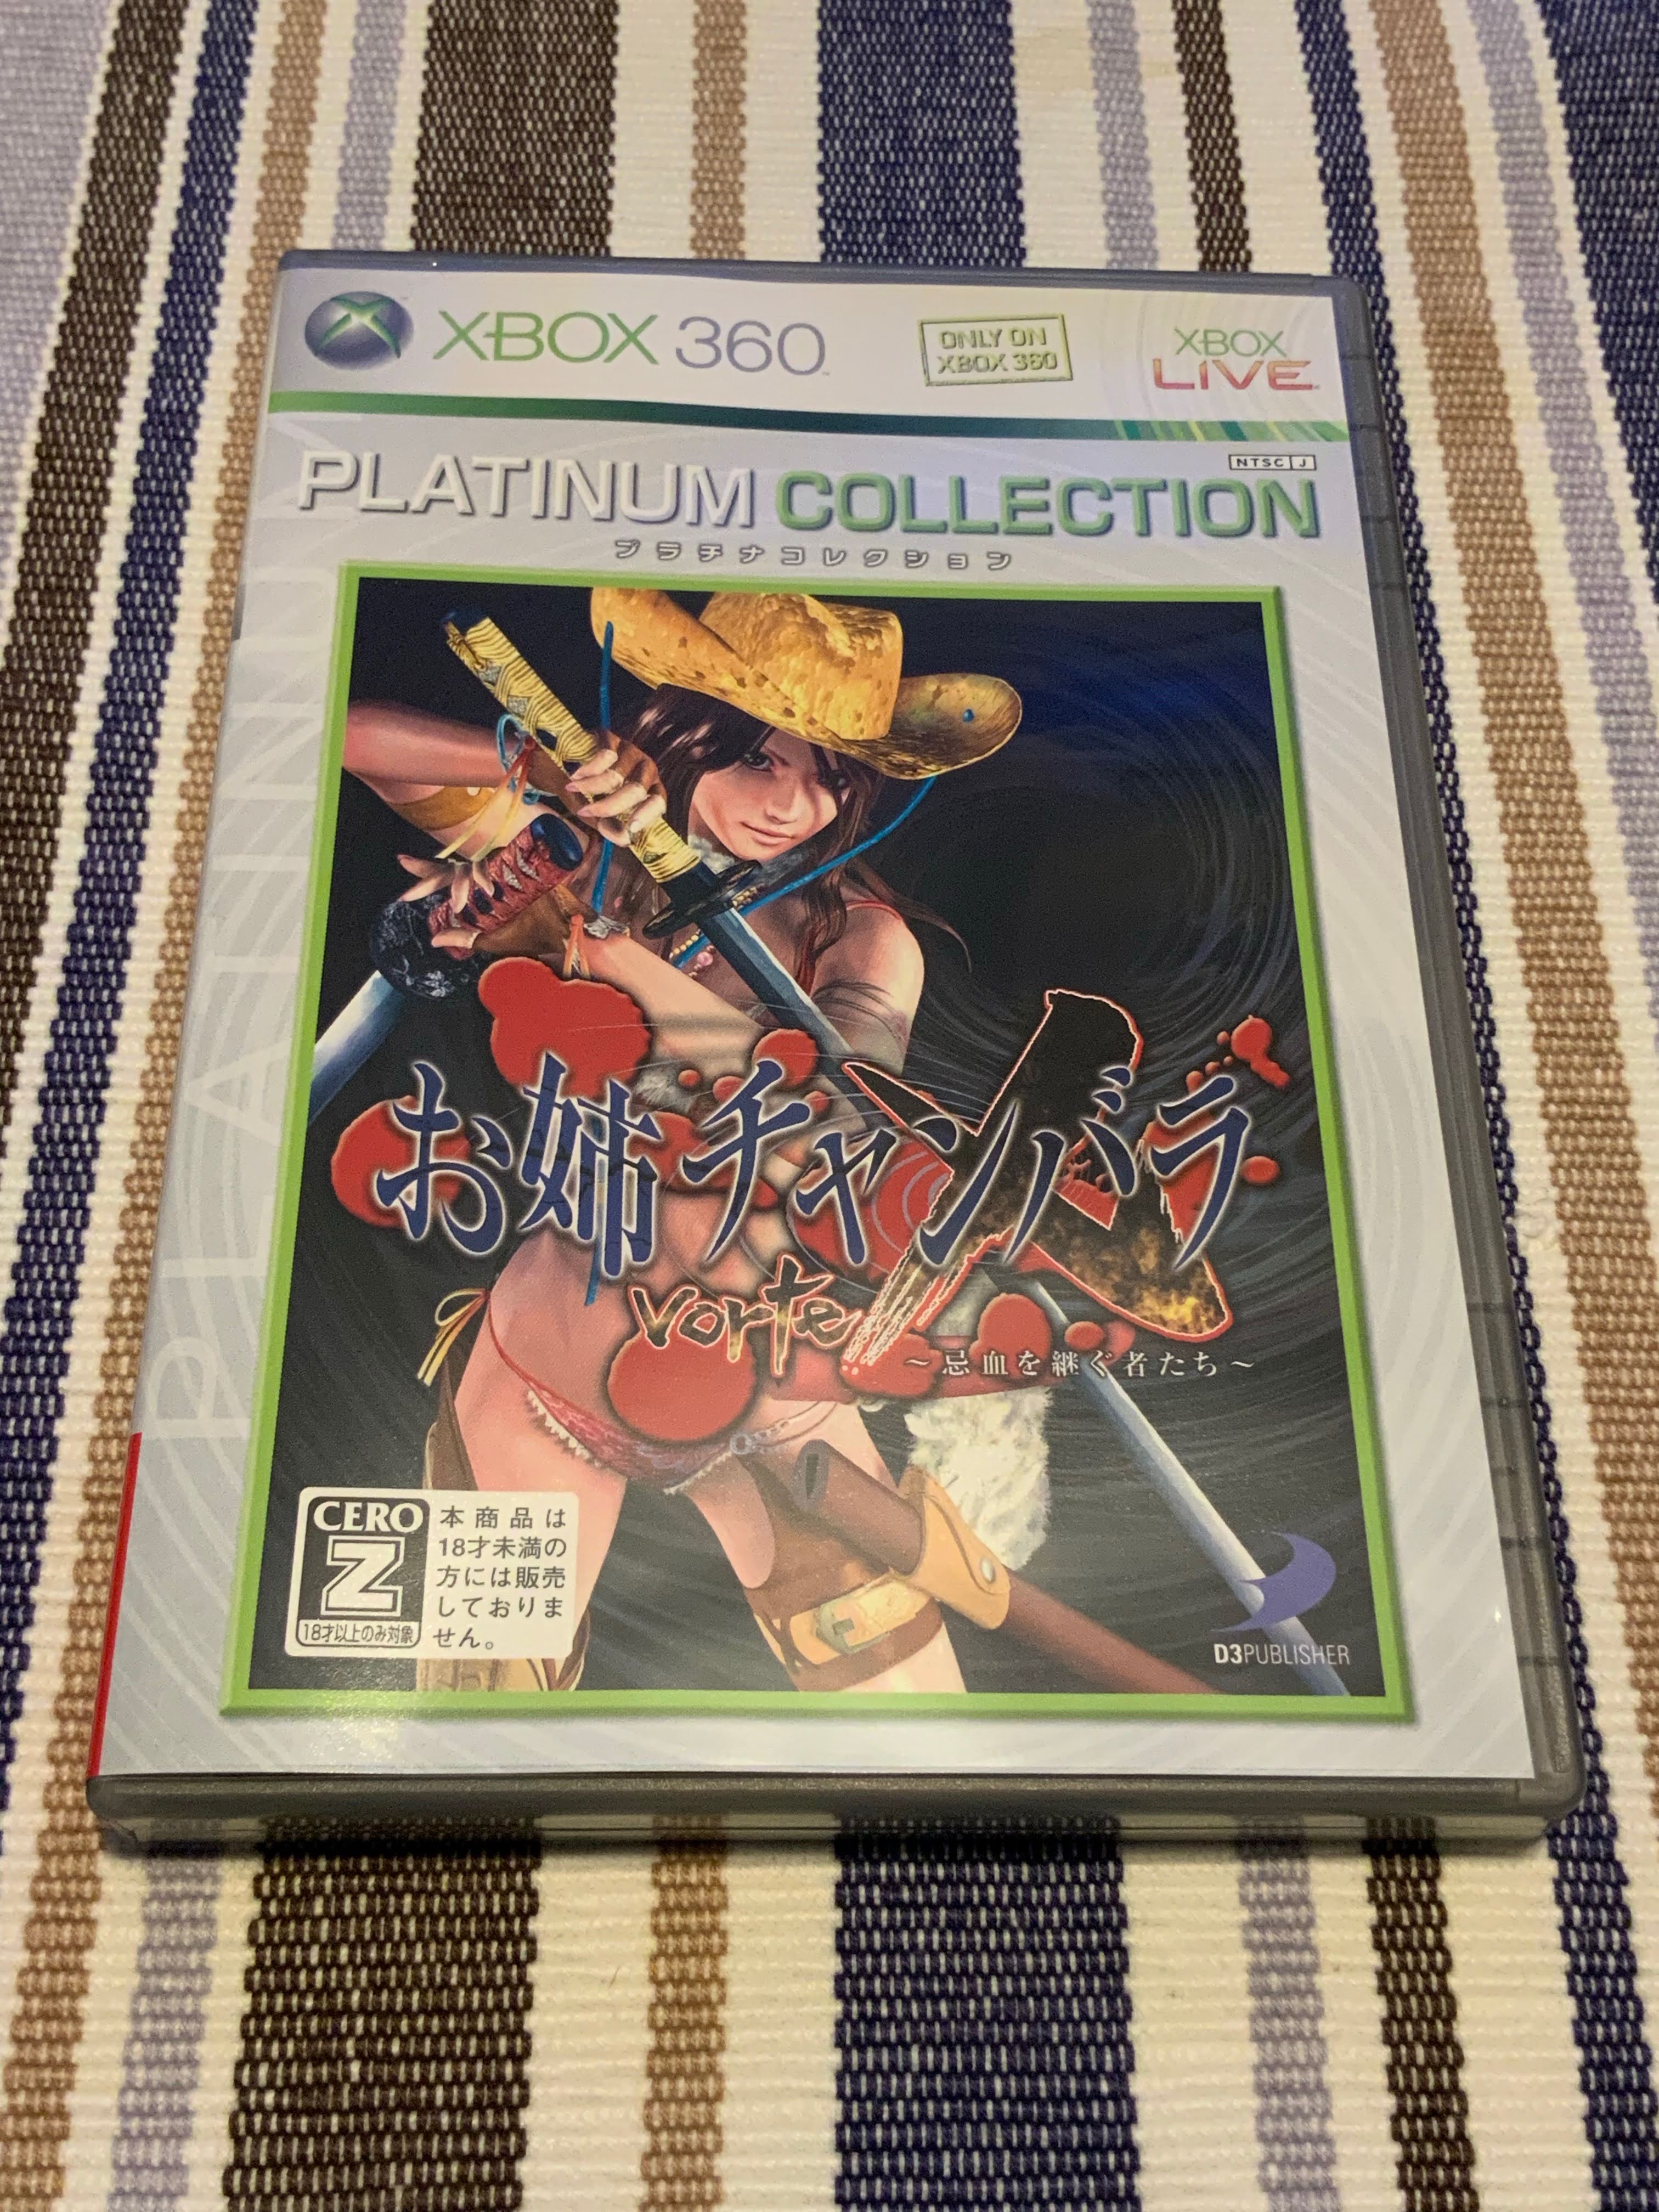 XBOX 360
ONLY ON
XBOX 360
XBOX
LIVE
NTSC J
PLATINUM COLLECTION
プラチナコレクション
PLATINUM
お姉チャンバラ
vorteX
～忌血を継ぐ者たち～
CERO
Z
18才以上のみ対象
本商品は
18才未満の
方には販売
しておりま
せん。
D3PUBLISHER